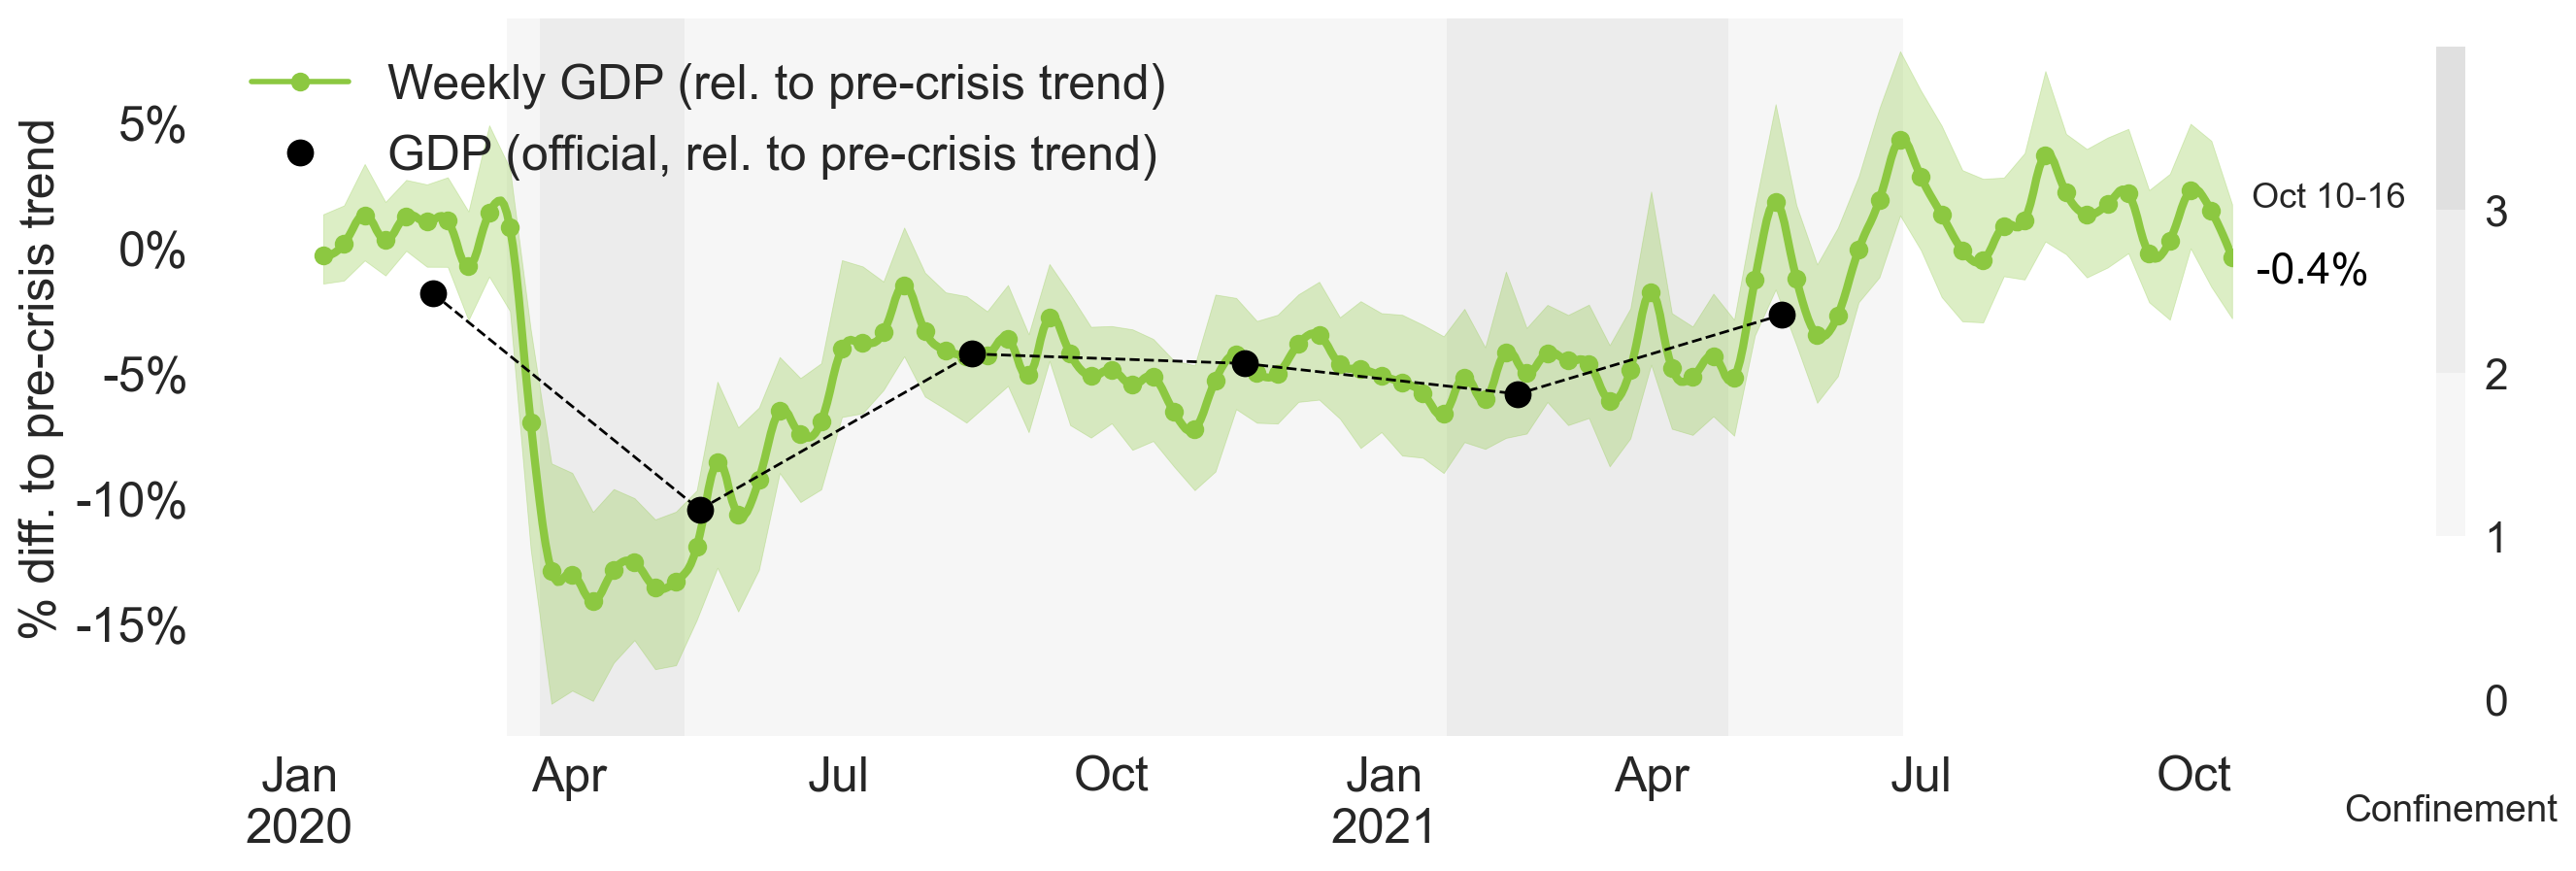 Weekly GDP (rel. to pre-crisis trend)
GDP (official, rel. to pre-crisis trend)
% diff. to pre-crisis trend
5%
0%
-5%
-10%
-15%
Jan
2020
Apr
Jul
Oct
Jan
2021
Apr
Jul
Oct
Oct 10-16
-0.4%
3
2
1
0
Confinement